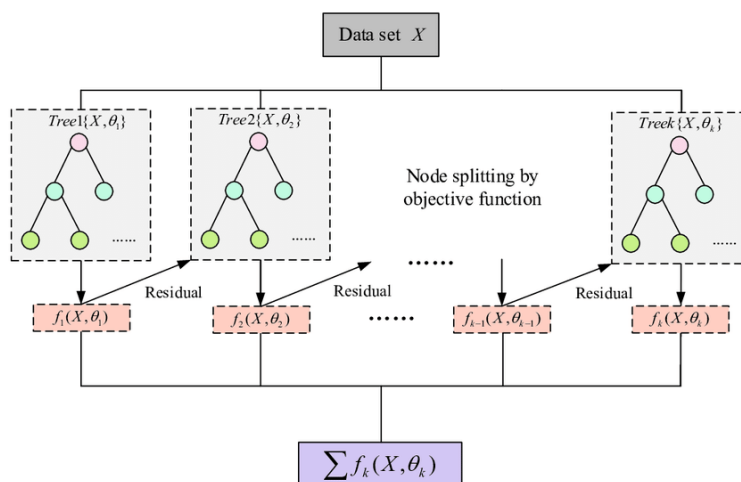 Data set X
Tree1{X,θ₁}
Tree2{X,θ₂}
Treek{X,θₖ}
Node splitting by
objective function
......
......
......
......
Residual
Residual
Residual
f₁(X,θ₁)
f₂(X,θ₂)
......
fₖ₋₁(X,θₖ₋₁)
fₖ(X,θₖ)
∑ fₖ(X,θₖ)